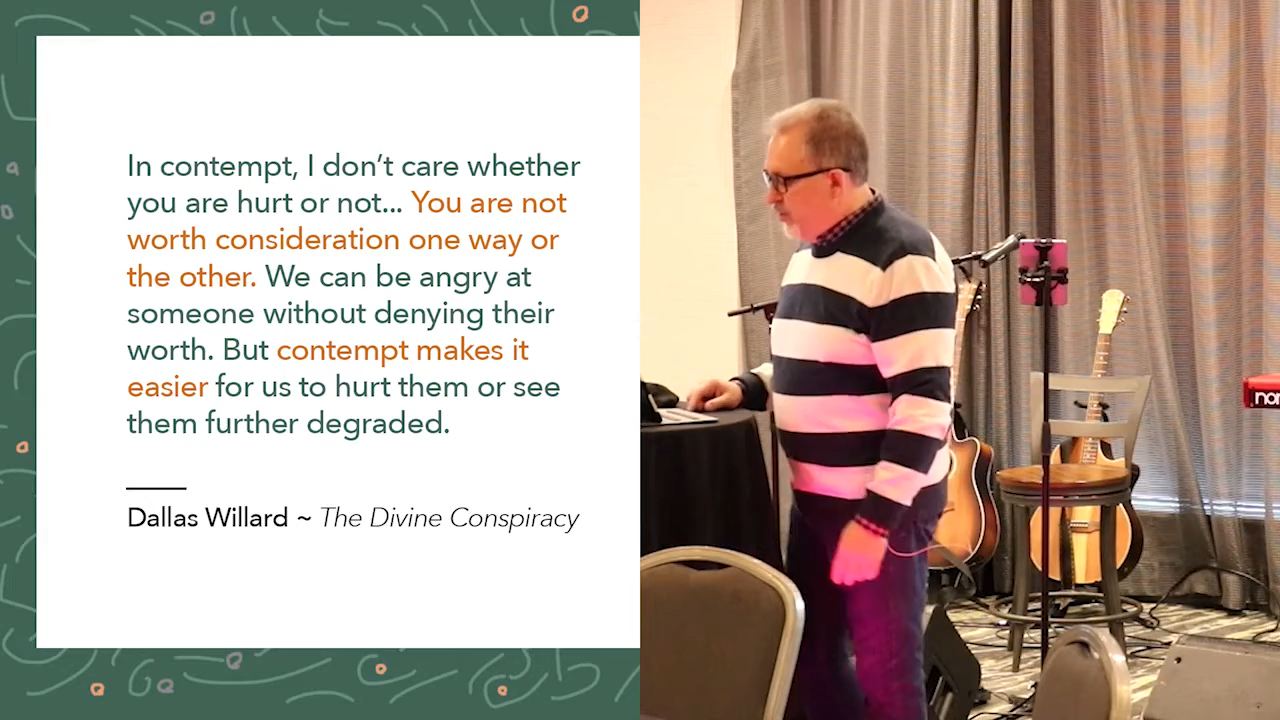 In contempt, I don't care whether
you are hurt or not... You are not
worth consideration one way or
the other. We can be angry at
someone without denying their
worth. But contempt makes it
easier for us to hurt them or see
them further degraded.
Dallas Willard ~ The Divine Conspiracy
nor